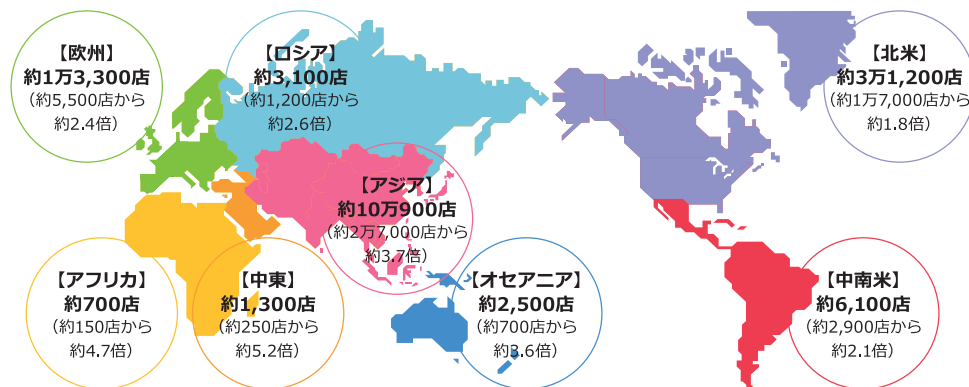 【欧州】
約1万3,300店
（約5,500店から
約2.4倍）
【ロシア】
約3,100店
（約1,200店から
約2.6倍）
【北米】
約3万1,200店
（約1万7,000店から
約1.8倍）
【アジア】
約10万900店
（約2万7,000店から
約3.7倍）
【アフリカ】
約700店
（約150店から
約4.7倍）
【中東】
約1,300店
（約250店から
約5.2倍）
【オセアニア】
約2,500店
（約700店から
約3.6倍）
【中南米】
約6,100店
（約2,900店から
約2.1倍）